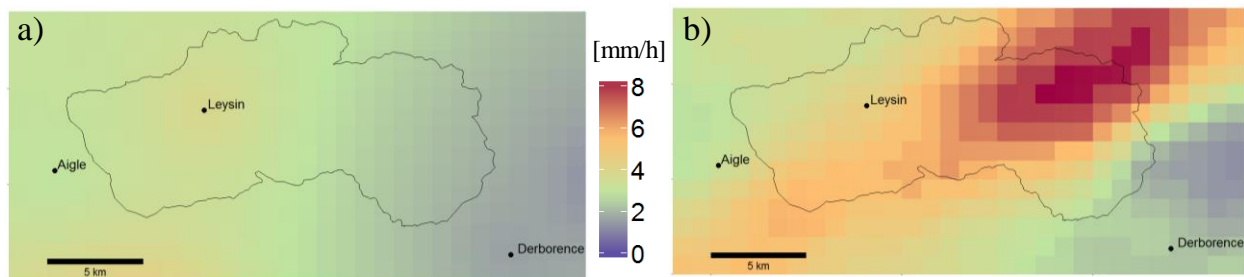 a)
Leysin
Aigle
Derborence
5 km
[mm/h]
8
6
4
2
0
b)
Leysin
Aigle
Derborence
5 km